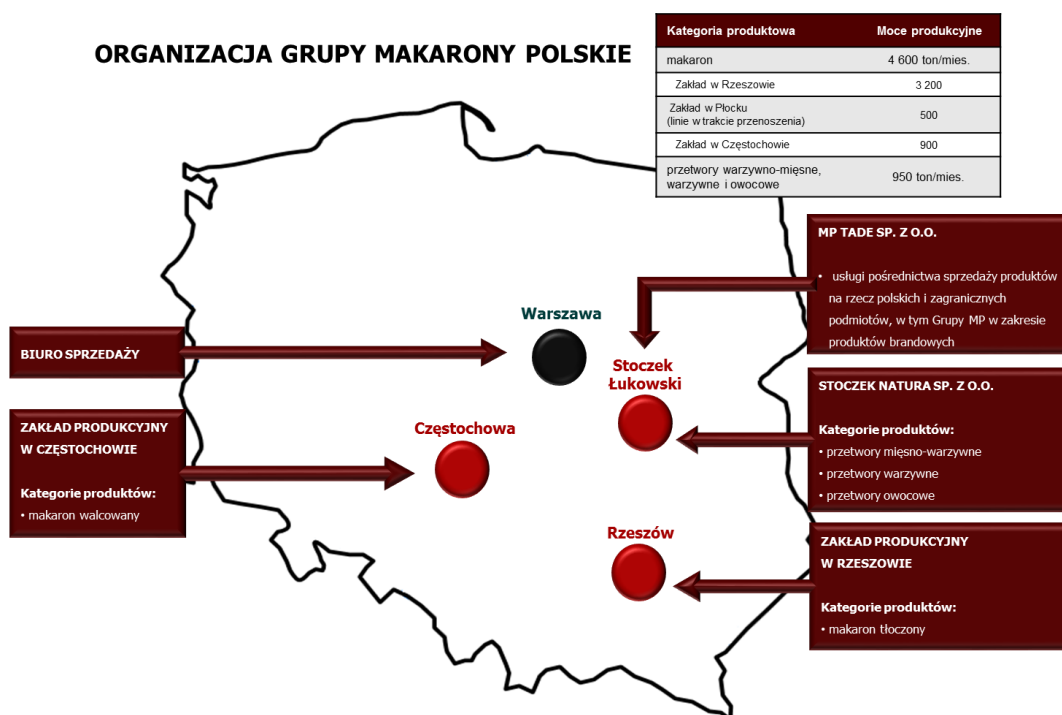 ORGANIZACJA GRUPY MAKARONY POLSKIE
Kategoria produktowa Moce produkcyjne
makaron 4 600 ton/mies.
Zakład w Rzeszowie 3 200
Zakład w Płocku
(linie w trakcie przenoszenia) 500
Zakład w Częstochowie 900
przetwory warzywno-mięsne,
warzywne i owocowe 950 ton/mies.
MP TADE SP. Z O.O.
• usługi pośrednictwa sprzedaży produktów
na rzecz polskich i zagranicznych
podmiotów, w tym Grupy MP w zakresie
produktów brandowych
Warszawa
BIURO SPRZEDAŻY
Stoczek
Łukowski
STOCZEK NATURA SP. Z O.O.
Kategorie produktów:
• przetwory mięsno-warzywne
• przetwory warzywne
• przetwory owocowe
ZAKŁAD PRODUKCYJNY
W CZĘSTOCHOWIE
Kategorie produktów:
• makaron walcowany
Częstochowa
Rzeszów
ZAKŁAD PRODUKCYJNY
W RZESZOWIE
Kategorie produktów:
• makaron tłoczony